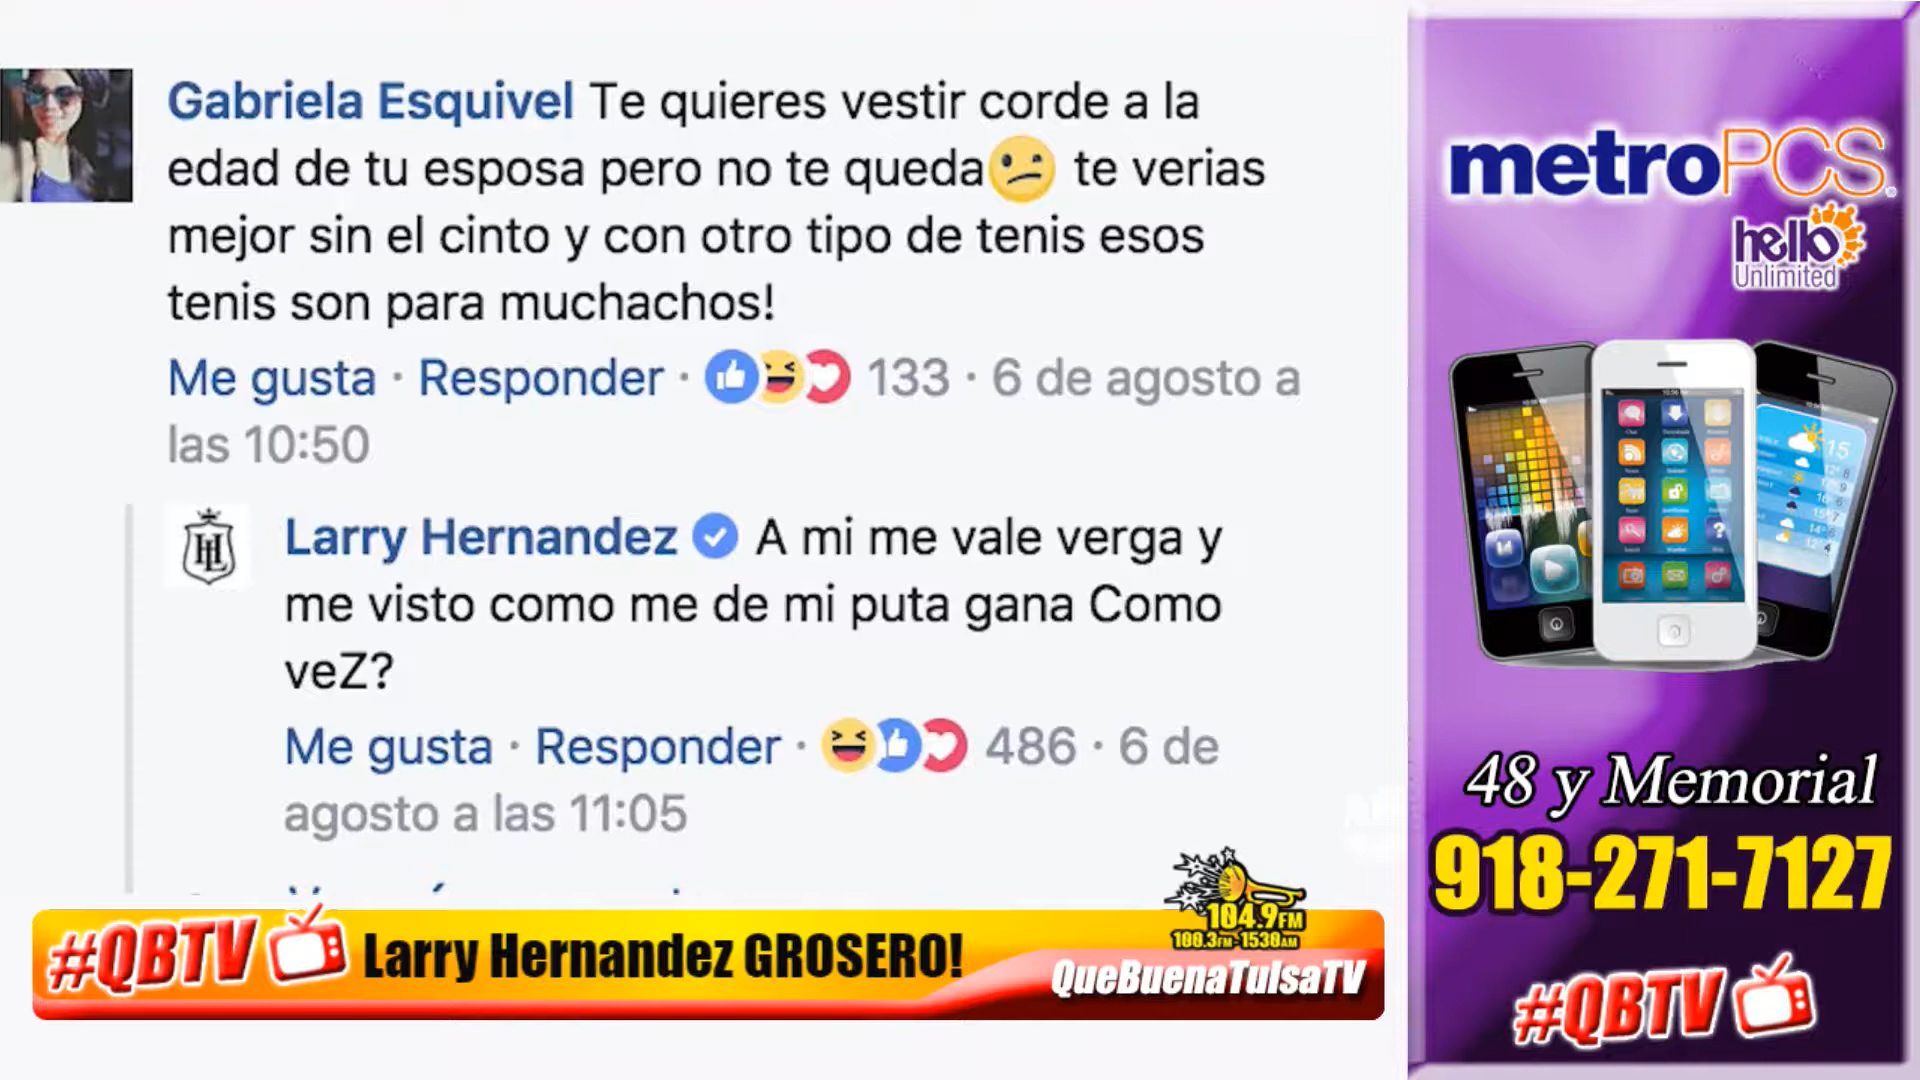 Gabriela Esquivel Te quieres vestir corde a la
edad de tu esposa pero no te queda😕 te verias
mejor sin el cinto y con otro tipo de tenis esos
tenis son para muchachos!
Me gusta · Responder · 133 · 6 de agosto a
las 10:50
Larry Hernandez A mi me vale verga y
me visto como me de mi puta gana Como
veZ?
Me gusta · Responder · 486 · 6 de
agosto a las 11:05
#QBTV Larry Hernandez GROSERO!
104.9FM
100.3FM-1530AM
QueBuenaTulsaTV
metroPCS.
hello
Unlimited
48 y Memorial
918-271-7127
#QBTV